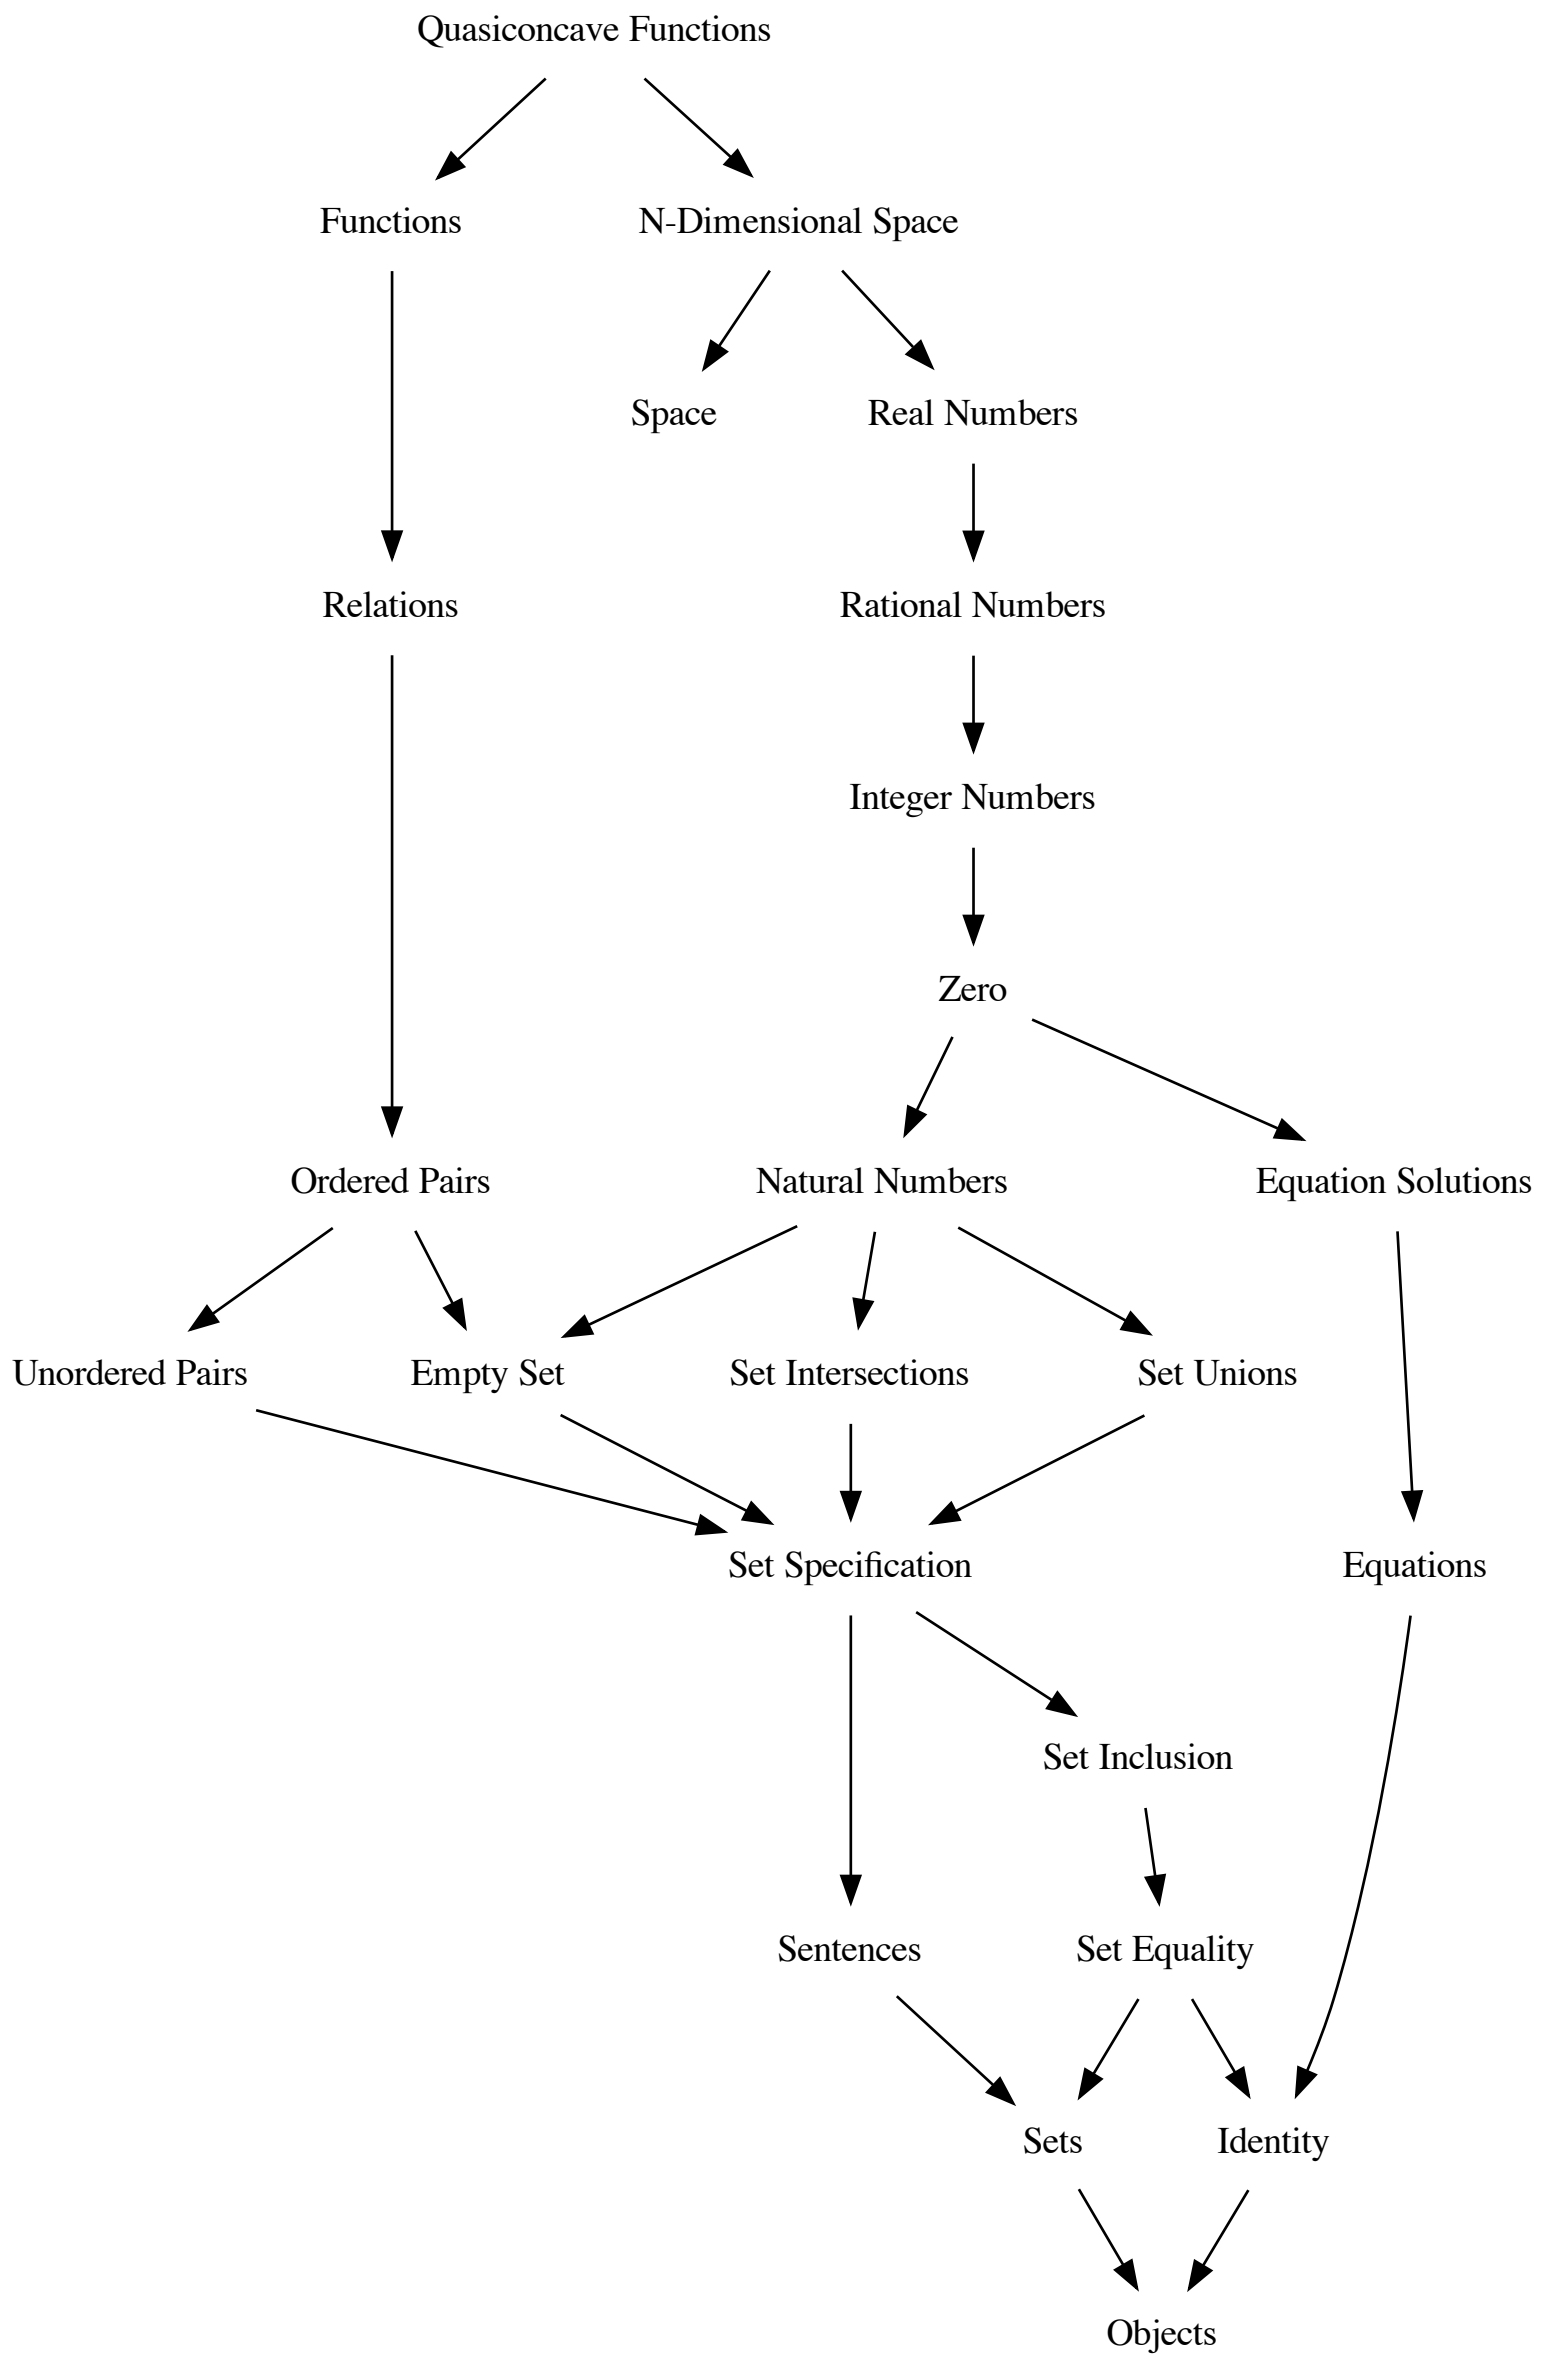 Quasiconcave Functions
Functions
N-Dimensional Space
Space
Real Numbers
Relations
Rational Numbers
Integer Numbers
Zero
Ordered Pairs
Natural Numbers
Equation Solutions
Unordered Pairs
Empty Set
Set Intersections
Set Unions
Set Specification
Equations
Set Inclusion
Sentences
Set Equality
Sets
Identity
Objects